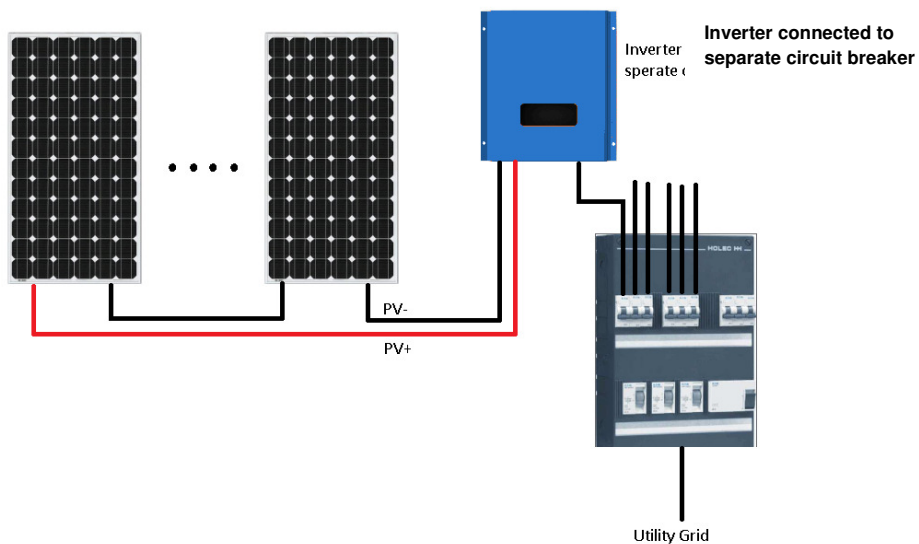 Inverter connected to
separate circuit breaker
Inverter
sperate
HOLEC
PV-
PV+
Utility Grid